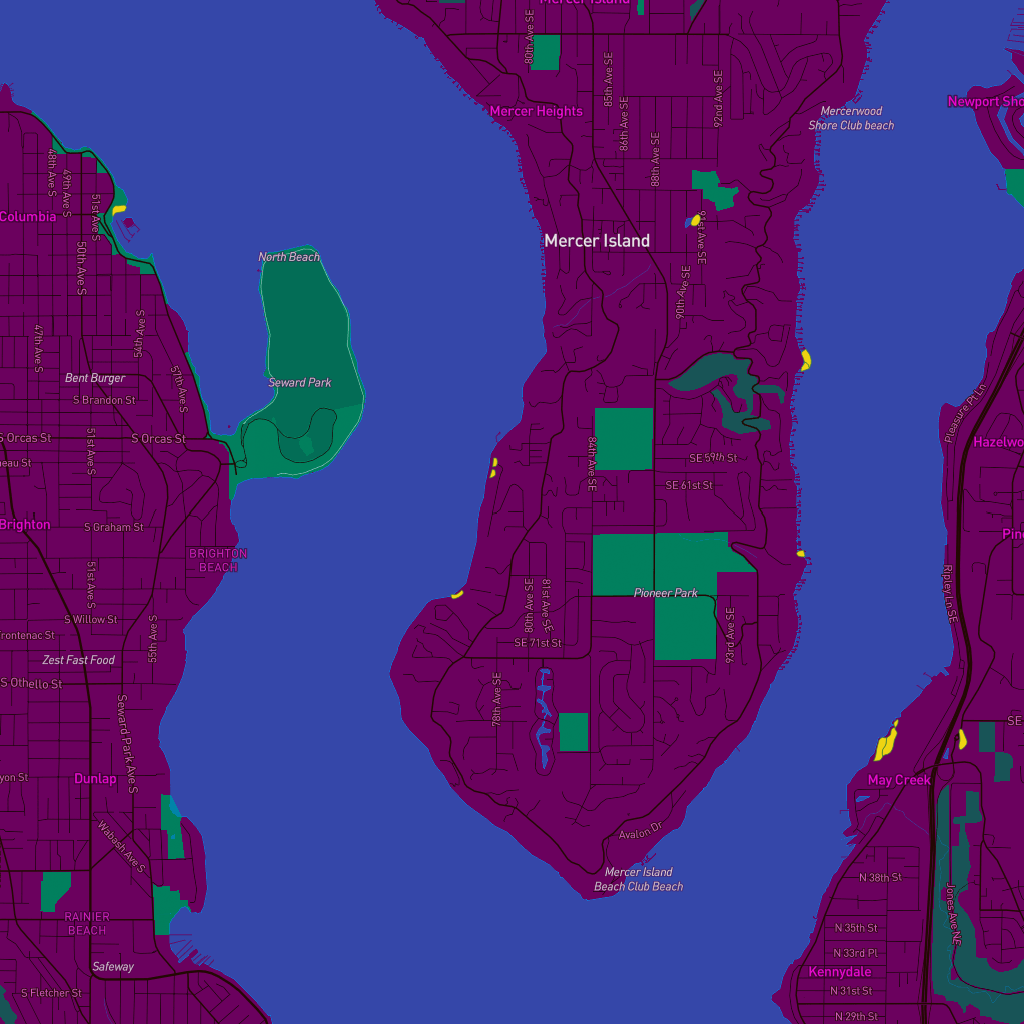 Mercer Island
80th Ave SE
85th Ave SE
92nd Ave SE
86th Ave SE
88th Ave SE
Mercer Heights
Mercerwood
Shore Club beach
Newport Sho
48th Ave S
49th Ave S
51st Ave S
Columbia
50th Ave S
North Beach
Mercer Island
91st Ave SE
90th Ave SE
47th Ave S
54th Ave S
57th Ave S
Bent Burger
Seward Park
S Brandon St
S Orcas St
S Orcas St
51st Ave S
eau St
84th Ave SE
SE 59th St
SE 61st St
Pleasure Pt Ln
Hazelwo
Brighton
S Graham St
BRIGHTON
BEACH
Pine
51st Ave S
S Willow St
Frontenac St
55th Ave S
Zest Fast Food
S Othello St
80th Ave SE
81st Ave SE
Pioneer Park
93rd Ave SE
SE 71st St
78th Ave SE
Ripley Ln SE
SE
Seward Park Ave S
yon St
Dunlap
Wabash Ave S
May Creek
Avalon Dr
Mercer Island
Beach Club Beach
N 38th St
Jones Ave NE
RAINIER
BEACH
N 35th St
N 33rd Pl
Safeway
Kennydale
S Fletcher St
N 31st St
N 29th St